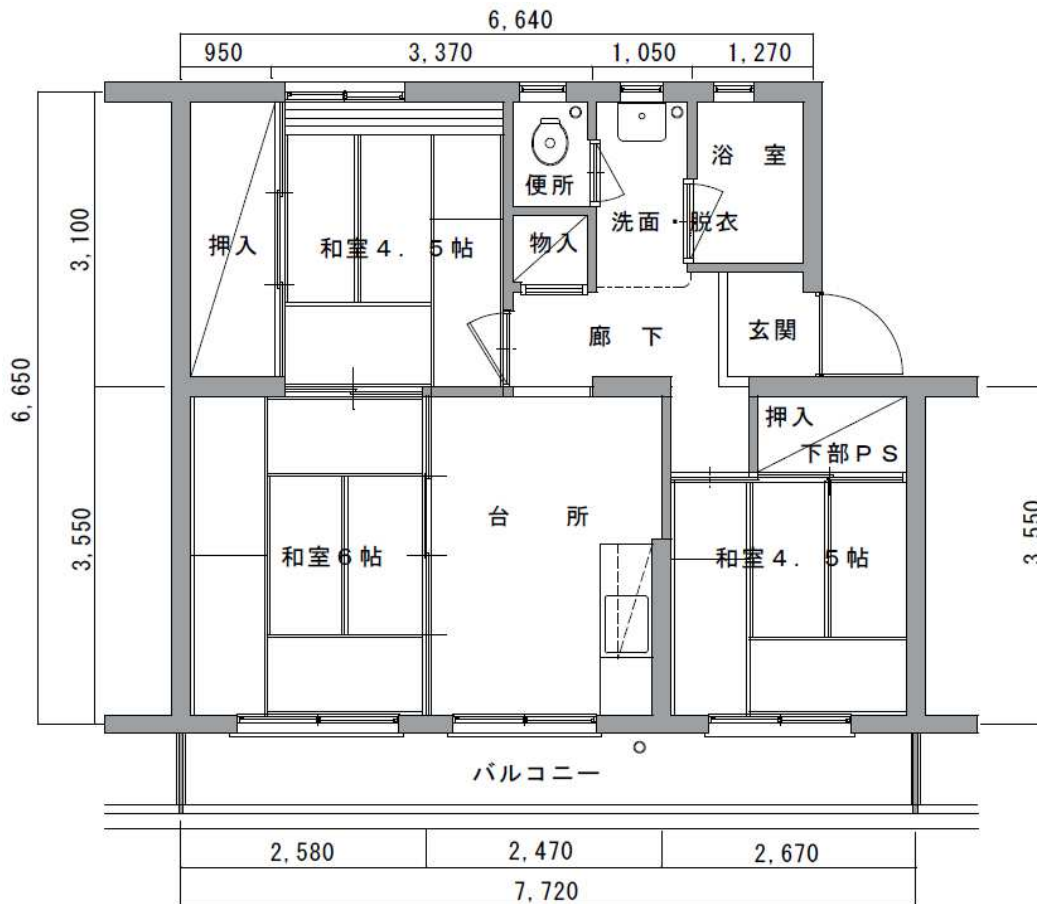 6,640
950
3,370
1,050
1,270
浴 室
便所
洗面・脱衣
押入
和室4.5帖
物入
3,100
玄関
廊 下
6,650
押入
下部PS
台 所
3,550
和室6帖
和室4.5帖
3,550
バルコニー
2,580
2,470
2,670
7,720